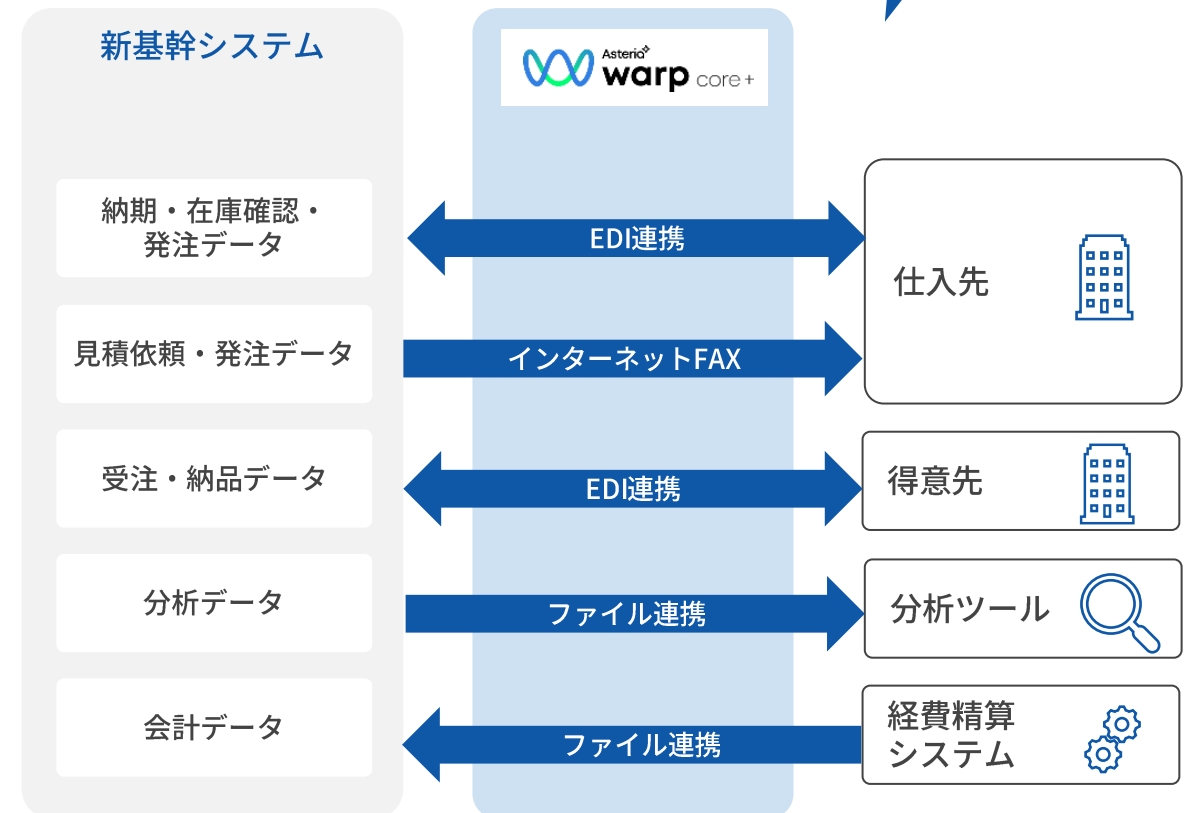 新基幹システム
Asteria
warp core+
納期・在庫確認・
発注データ
EDI連携
仕入先
見積依頼・発注データ
インターネットFAX
受注・納品データ
EDI連携
得意先
分析データ
ファイル連携
分析ツール
会計データ
ファイル連携
経費精算
システム